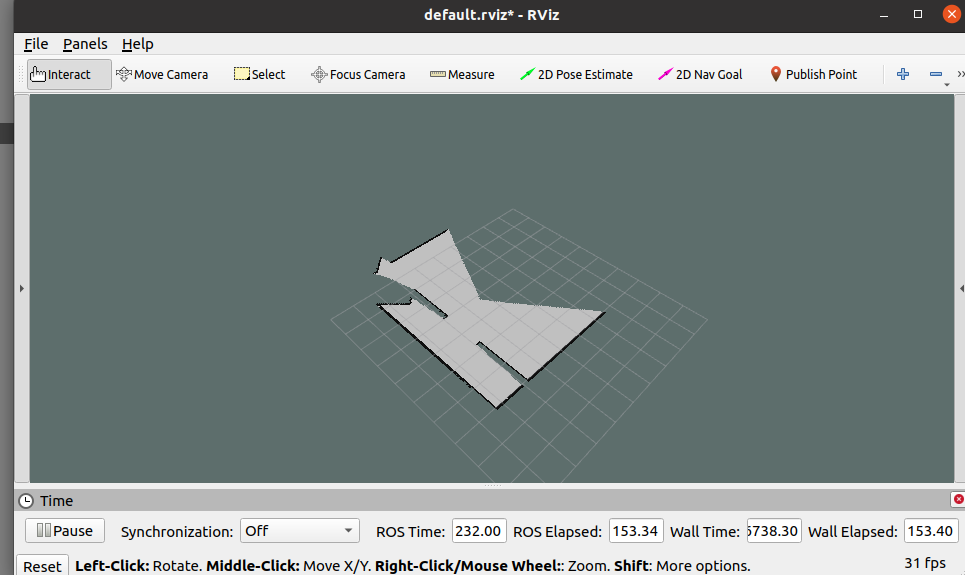 default.rviz* - RViz
File Panels Help
Interact Move Camera Select Focus Camera Measure 2D Pose Estimate 2D Nav Goal Publish Point
Time
Pause Synchronization: Off ROS Time: 232.00 ROS Elapsed: 153.34 Wall Time: 6738.30 Wall Elapsed: 153.40
Reset Left-Click: Rotate. Middle-Click: Move X/Y. Right-Click/Mouse Wheel:: Zoom. Shift: More options. 31 fps